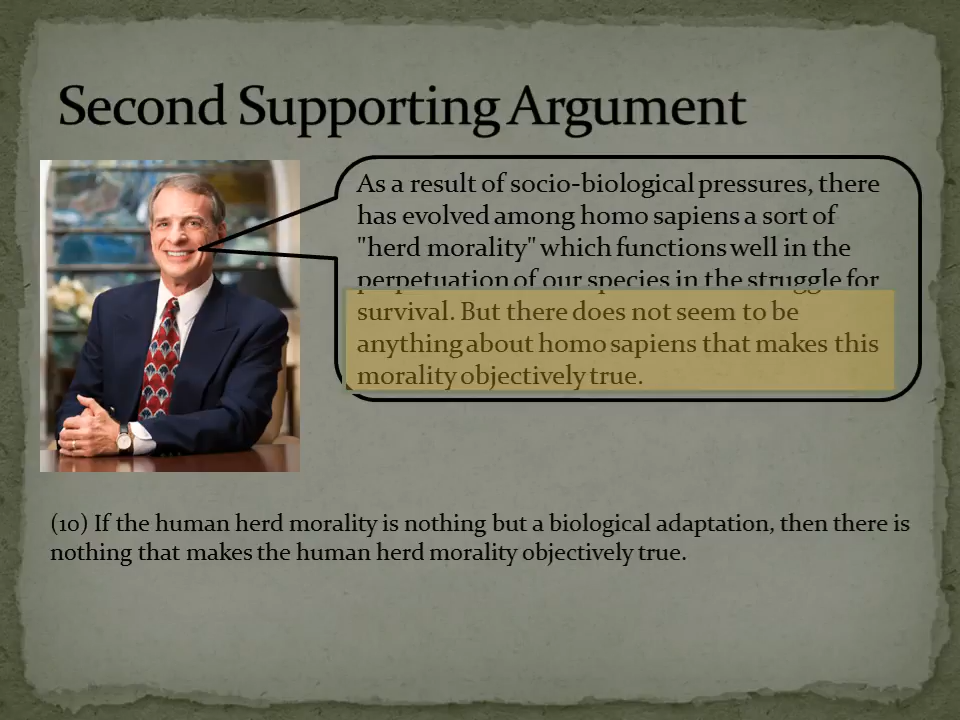 Second Supporting Argument
As a result of socio-biological pressures, there
has evolved among homo sapiens a sort of
"herd morality" which functions well in the
perpetuation of our species in the struggle for
survival. But there does not seem to be
anything about homo sapiens that makes this
morality objectively true.
(10) If the human herd morality is nothing but a biological adaptation, then there is
nothing that makes the human herd morality objectively true.